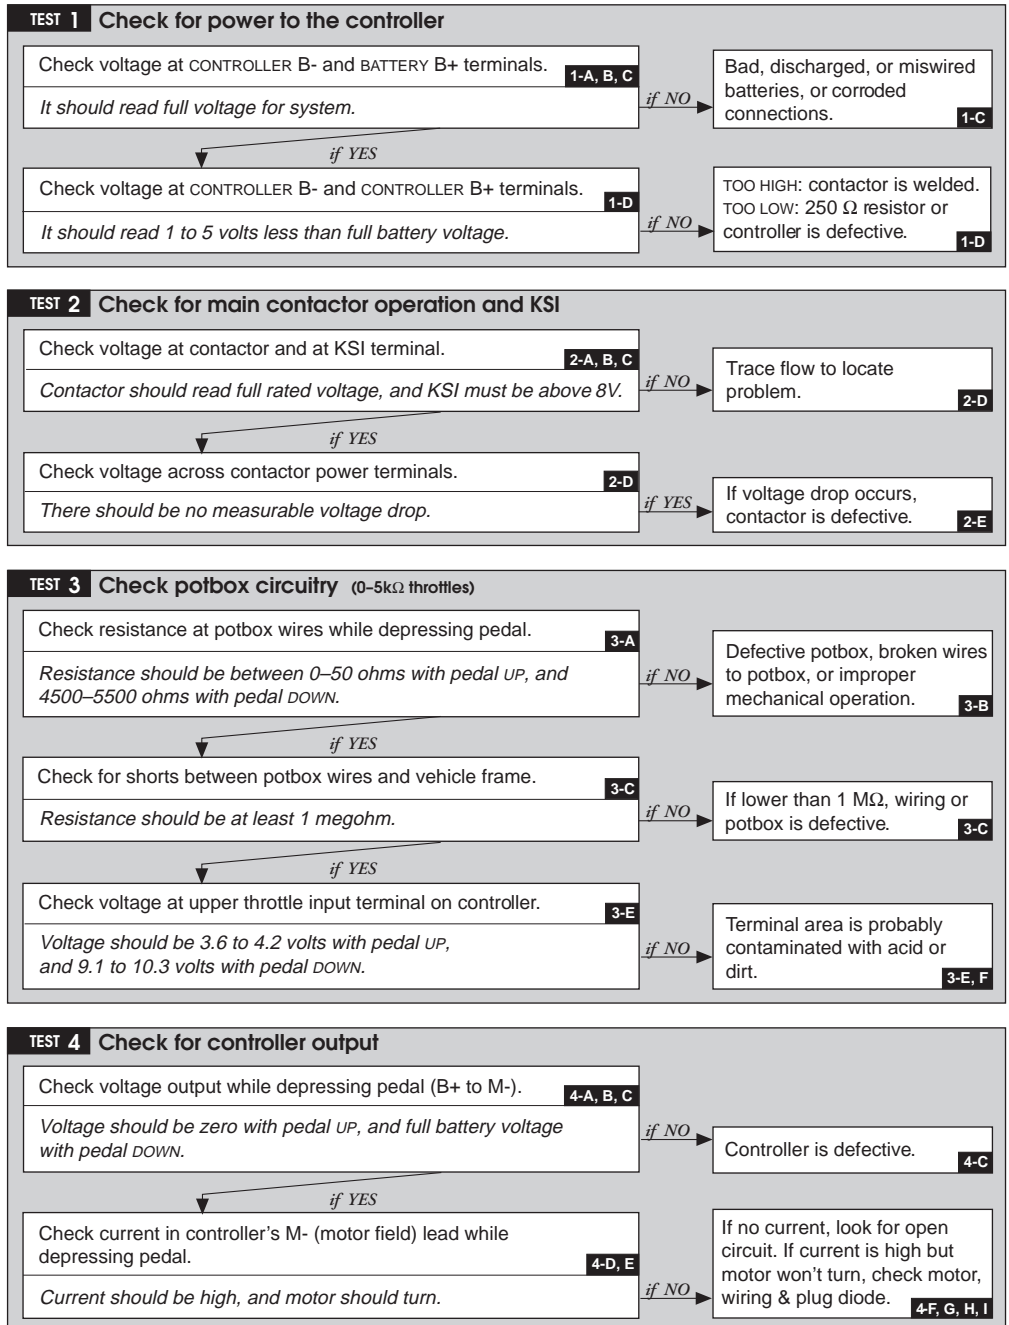 TEST 1 Check for power to the controller
Check voltage at CONTROLLER B- and BATTERY B+ terminals.
1-A, B, C
It should read full voltage for system.
if NO
Bad, discharged, or miswired
batteries, or corroded
connections.
1-C
if YES
Check voltage at CONTROLLER B- and CONTROLLER B+ terminals.
1-D
It should read 1 to 5 volts less than full battery voltage.
if NO
TOO HIGH: contactor is welded.
TOO LOW: 250 Ω resistor or
controller is defective.
1-D
TEST 2 Check for main contactor operation and KSI
Check voltage at contactor and at KSI terminal.
2-A, B, C
Contactor should read full rated voltage, and KSI must be above 8V.
if NO
Trace flow to locate
problem.
2-D
if YES
Check voltage across contactor power terminals.
2-D
There should be no measurable voltage drop.
if YES
If voltage drop occurs,
contactor is defective.
2-E
TEST 3 Check potbox circuitry (0–5kΩ throttles)
Check resistance at potbox wires while depressing pedal.
3-A
Resistance should be between 0–50 ohms with pedal UP, and
4500–5500 ohms with pedal DOWN.
if NO
Defective potbox, broken wires
to potbox, or improper
mechanical operation.
3-B
if YES
Check for shorts between potbox wires and vehicle frame.
3-C
Resistance should be at least 1 megohm.
if NO
If lower than 1 MΩ, wiring or
potbox is defective.
3-C
if YES
Check voltage at upper throttle input terminal on controller.
3-E
Voltage should be 3.6 to 4.2 volts with pedal UP,
and 9.1 to 10.3 volts with pedal DOWN.
if NO
Terminal area is probably
contaminated with acid or
dirt.
3-E, F
TEST 4 Check for controller output
Check voltage output while depressing pedal (B+ to M-).
4-A, B, C
Voltage should be zero with pedal UP, and full battery voltage
with pedal DOWN.
if NO
Controller is defective.
4-C
if YES
Check current in controller's M- (motor field) lead while
depressing pedal.
4-D, E
Current should be high, and motor should turn.
if NO
If no current, look for open
circuit. If current is high but
motor won't turn, check motor,
wiring & plug diode.
4-F, G, H, I